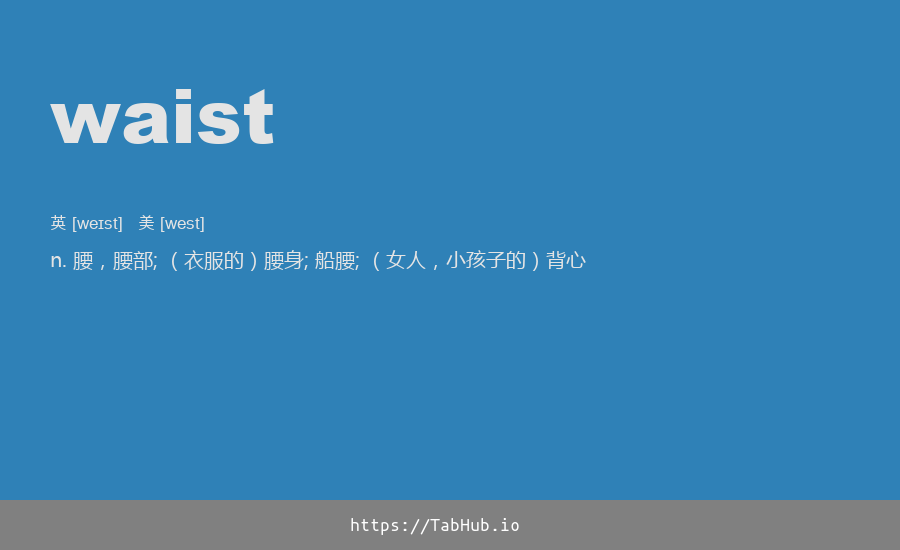 waist
英 [weɪst] 美 [west]
n. 腰，腰部; （衣服的）腰身; 船腰; （女人，小孩子的）背心
https://TabHub.io